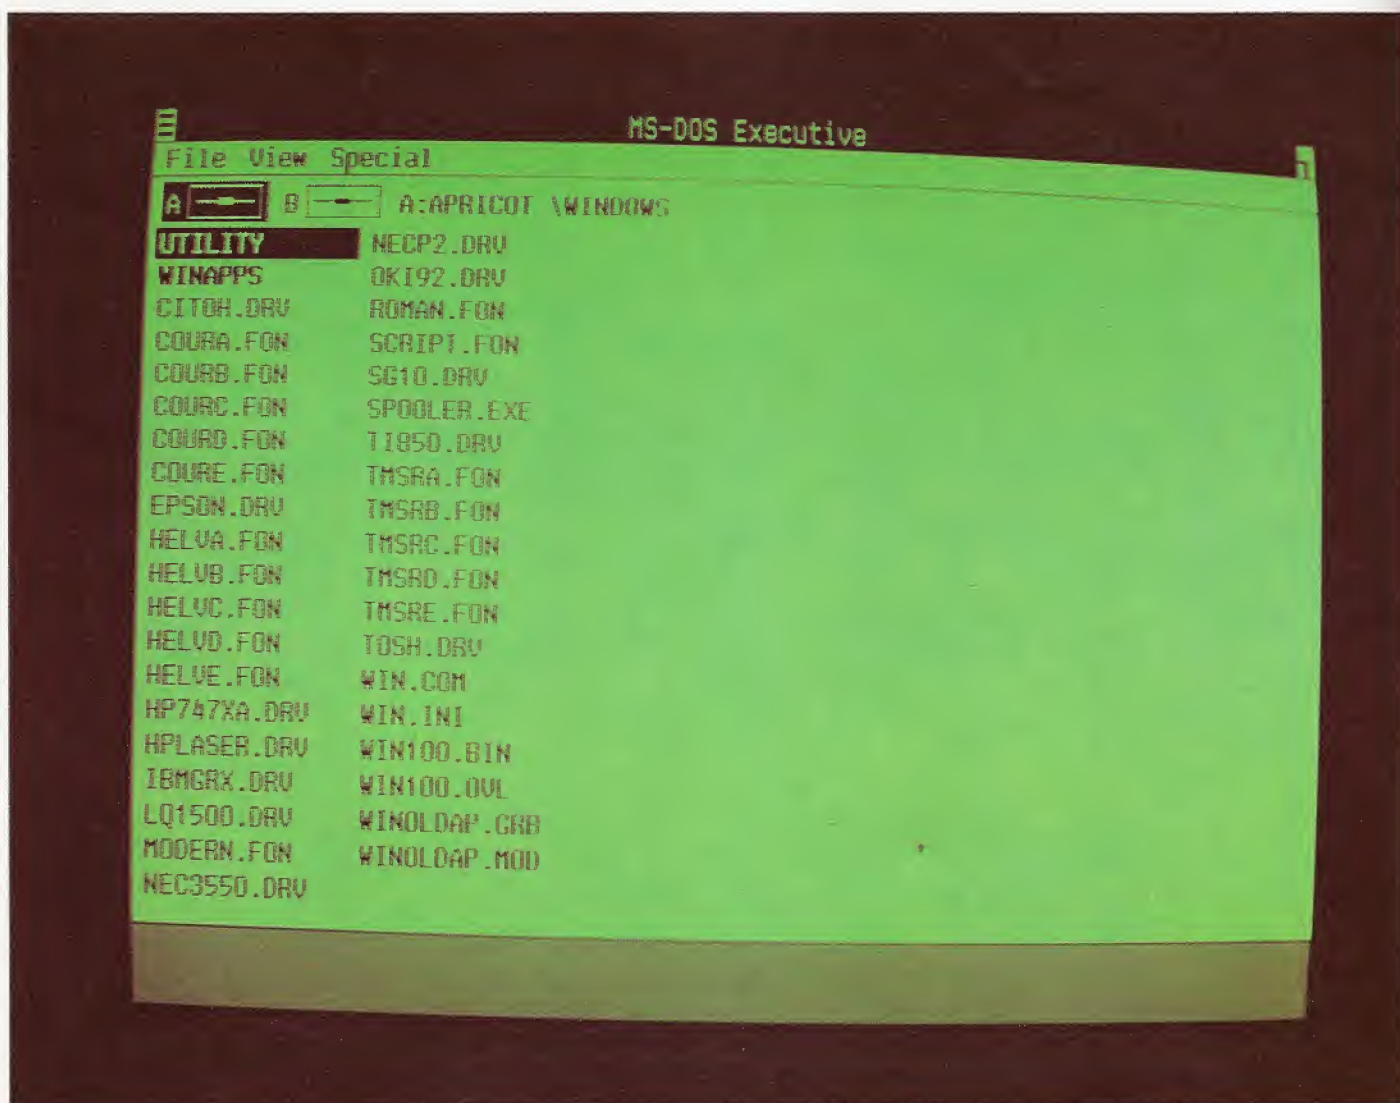 MS-DOS Executive
File View Special
A B A:APRICOT \WINDOWS
UTILITY
WINAPPS
CITOH.DRV
COURA.FON
COURB.FON
COURC.FON
COURD.FON
COURE.FON
EPSON.DRV
HELVA.FON
HELVB.FON
HELVC.FON
HELVD.FON
HELVE.FON
HP747XA.DRV
HPLASER.DRV
IBMGRX.DRV
LQ1500.DRV
MODERN.FON
NEC3550.DRV
NECP2.DRV
OKI92.DRV
ROMAN.FON
SCRIPT.FON
SG10.DRV
SPOOLER.EXE
TI850.DRV
TMSRA.FON
TMSRB.FON
TMSRC.FON
TMSRD.FON
TMSRE.FON
TOSH.DRV
WIN.COM
WIN.INI
WIN100.BIN
WIN100.OVL
WINOLDAP.GRB
WINOLDAP.MOD